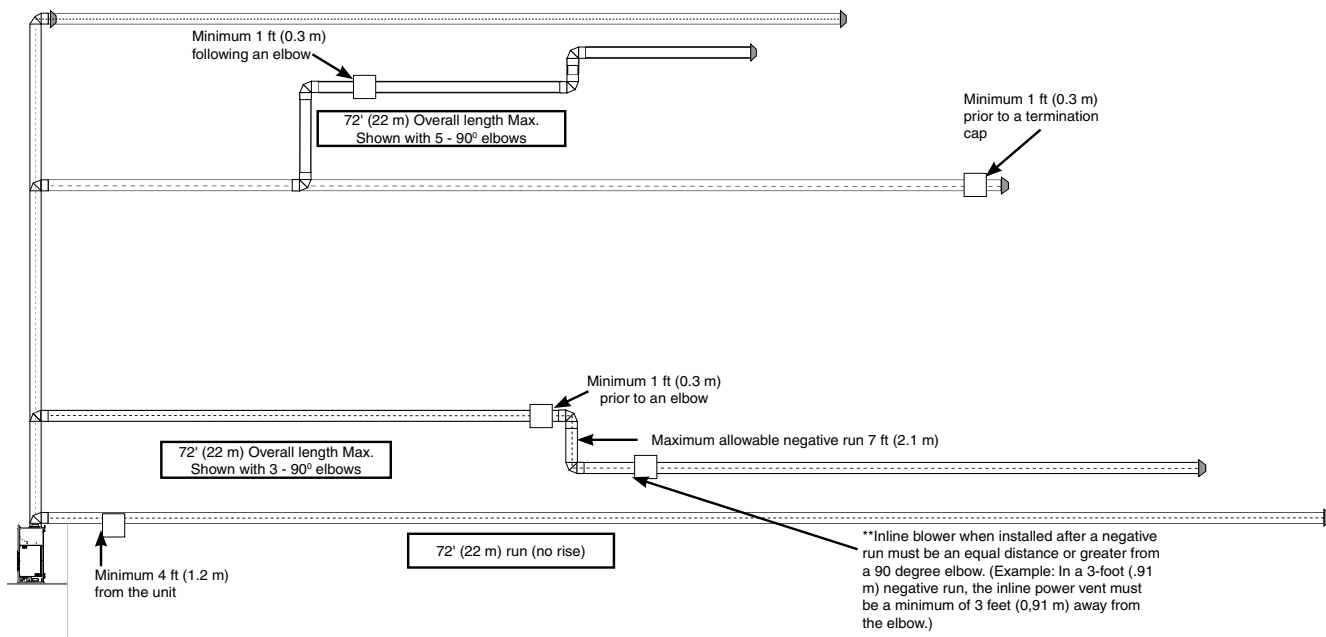 Minimum 1 ft (0.3 m)
following an elbow
72' (22 m) Overall length Max.
Shown with 5 - 90⁰ elbows
Minimum 1 ft (0.3 m)
prior to a termination
cap
Minimum 1 ft (0.3 m)
prior to an elbow
Maximum allowable negative run 7 ft (2.1 m)
72' (22 m) Overall length Max.
Shown with 3 - 90⁰ elbows
72' (22 m) run (no rise)
Minimum 4 ft (1.2 m)
from the unit
**Inline blower when installed after a negative
run must be an equal distance or greater from
a 90 degree elbow. (Example: In a 3-foot (.91
m) negative run, the inline power vent must
be a minimum of 3 feet (0,91 m) away from
the elbow.)